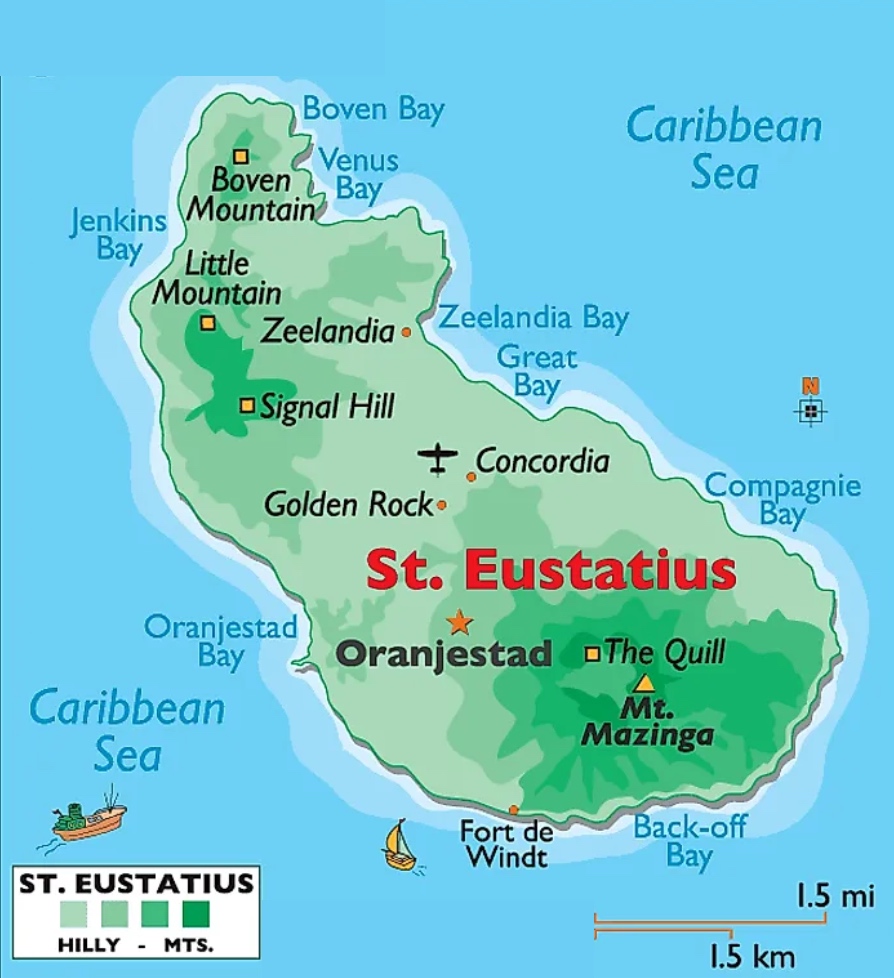 Boven Bay
Caribbean
Sea
Venus
Bay
Boven
Mountain
Jenkins
Bay
Little
Mountain
Zeelandia
Zeelandia Bay
Great
Bay
N
Signal Hill
Concordia
Compagnie
Bay
Golden Rock
St. Eustatius
Oranjestad
Bay
Oranjestad
The Quill
Mt.
Mazinga
Caribbean
Sea
Fort de
Windt
Back-off
Bay
ST. EUSTATIUS
HILLY - MTS.
1.5 mi
1.5 km